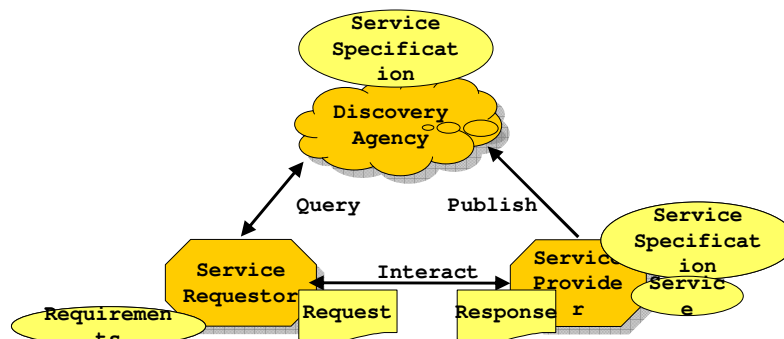 Service
Specificat
ion
Discovery
Agency
Query
Publish
Service
Specificat
ion
Service
Requestor
Interact
Service
Provide
r
Servic
e
Requiremen
ts
Request
Response